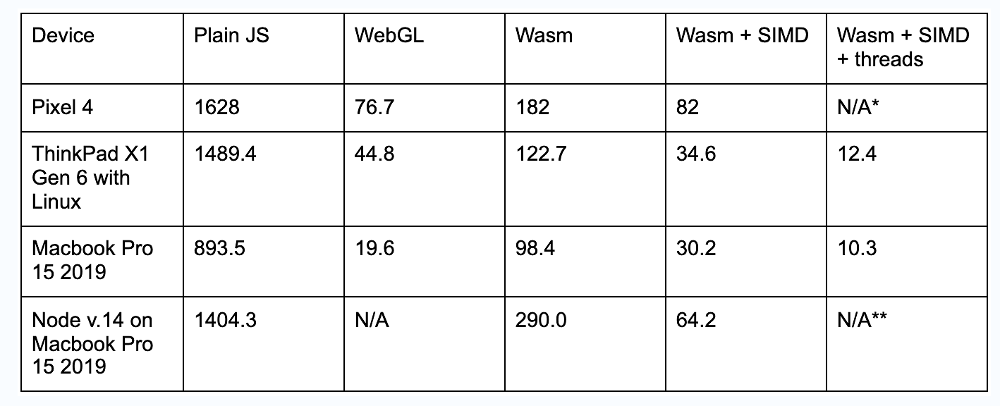 Device Plain JS WebGL Wasm Wasm + SIMD Wasm + SIMD
+ threads
Pixel 4 1628 76.7 182 82 N/A*
ThinkPad X1 1489.4 44.8 122.7 34.6 12.4
Gen 6 with
Linux
Macbook Pro 893.5 19.6 98.4 30.2 10.3
15 2019
Node v.14 on 1404.3 N/A 290.0 64.2 N/A**
Macbook Pro
15 2019